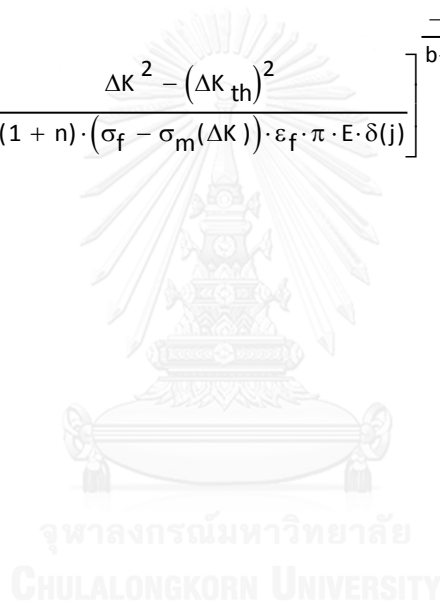 ΔK² − (ΔK_th)²
(1 + n)·(σ_f − σ_m(ΔK))·ε_f·π·E·δ(j)]^(−/b·
จุฬาลงกรณ์มหาวิทยาลัย
CHULALONGKORN UNIVERSITY